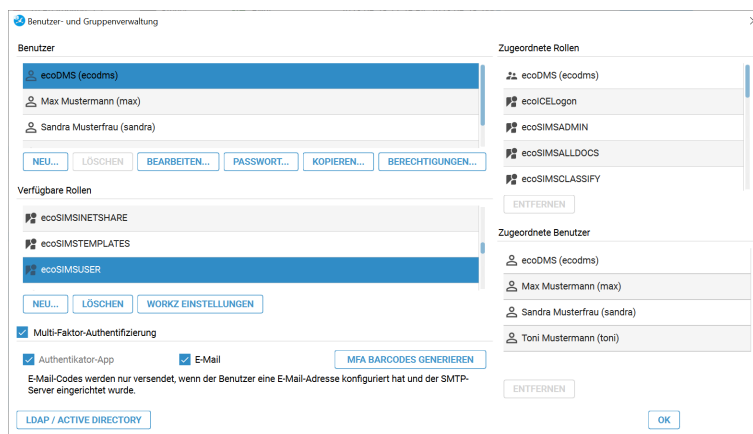 Benutzer- und Gruppenverwaltung
Benutzer
ecoDMS (ecodms)
Max Mustermann (max)
Sandra Musterfrau (sandra)
NEU... LÖSCHEN BEARBEITEN... PASSWORT... KOPIEREN... BERECHTIGUNGEN...
Verfügbare Rollen
ecoSIMSINETSHARE
ecoSIMSTEMPLATES
ecoSIMSUSER
NEU... LÖSCHEN WORKZ EINSTELLUNGEN
Multi-Faktor-Authentifizierung
Authentikator-App E-Mail MFA BARCODES GENERIEREN
E-Mail-Codes werden nur versendet, wenn der Benutzer eine E-Mail-Adresse konfiguriert hat und der SMTP-
Server eingerichtet wurde.
LDAP / ACTIVE DIRECTORY
Zugeordnete Rollen
ecoDMS (ecodms)
ecoICELogon
ecoSIMSADMIN
ecoSIMSALLDOCS
ecoSIMSCLASSIFY
ENTFERNEN
Zugeordnete Benutzer
ecoDMS (ecodms)
Max Mustermann (max)
Sandra Musterfrau (sandra)
Toni Mustermann (toni)
ENTFERNEN
OK